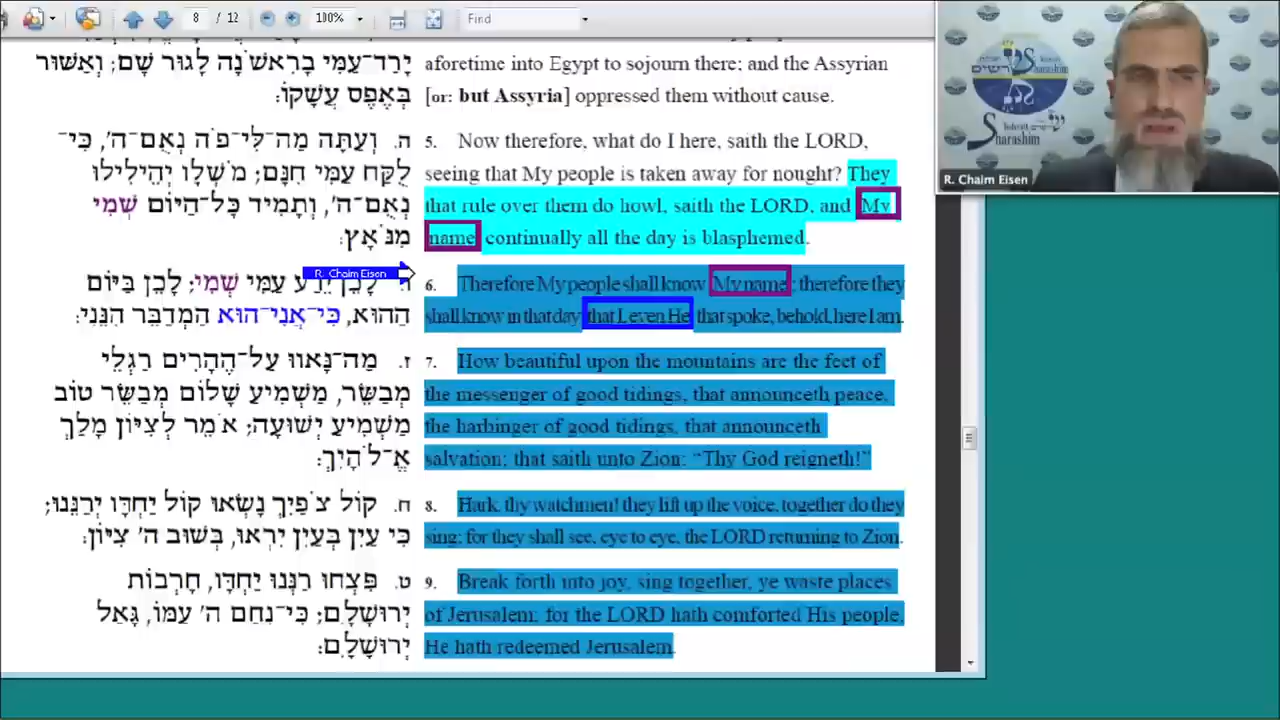 8 / 12
100%
Find
יָרַד־עַמִּי בָרִאשֹׁנָה לָגוּר שָׁם; וְאַשּׁוּר
בְּאֶפֶס עֲשָׁקוֹ:
aforetime into Egypt to sojourn there; and the Assyrian
[or: but Assyria] oppressed them without cause.
ה. וְעַתָּה מַה־לִּי־פֹה נְאֻם־ה', כִּי־
לֻקַּח עַמִּי חִנָּם; מֹשְׁלָו יְהֵילִילוּ
נְאֻם־ה', וְתָמִיד כָּל־הַיּוֹם שְׁמִי
מִנֹּאָץ:
5. Now therefore, what do I here, saith the LORD,
seeing that My people is taken away for nought? They
that rule over them do howl, saith the LORD, and My
name continually all the day is blasphemed.
R. Chaim Eisen
עַמִּי שְׁמִי; לָכֵן בַּיּוֹם
הַהוּא, כִּי־אֲנִי־הוּא הַמְדַבֵּר הִנֵּנִי:
6. Therefore My people shall know My name; therefore they
shall know in that day that I even He that spoke, behold, here I am.
ז. מַה־נָּאווּ עַל־הֶהָרִים רַגְלֵי
מְבַשֵּׂר, מַשְׁמִיעַ שָׁלוֹם מְבַשֵּׂר טוֹב
מַשְׁמִיעַ יְשׁוּעָה; אֹמֵר לְצִיּוֹן מָלַךְ
אֱ־לֹהָיִךְ:
7. How beautiful upon the mountains are the feet of
the messenger of good tidings, that announceth peace,
the harbinger of good tidings, that announceth
salvation; that saith unto Zion: “Thy God reigneth!”
ח. קוֹל צֹפַיִךְ נָשְׂאוּ קוֹל יַחְדָּו יְרַנֵּנוּ;
כִּי עַיִן בְּעַיִן יִרְאוּ, בְּשׁוּב ה' צִיּוֹן:
8. Hark, thy watchmen! they lift up the voice, together do they
sing; for they shall see, eye to eye, the LORD returning to Zion.
ט. פִּצְחוּ רַנְּנוּ יַחְדָּו, חָרְבוֹת
יְרוּשָׁלִָם; כִּי־נִחַם ה' עַמּוֹ, גָּאַל
יְרוּשָׁלִָם:
9. Break forth into joy, sing together, ye waste places
of Jerusalem; for the LORD hath comforted His people,
He hath redeemed Jerusalem.
שרשים
Sharashim
R. Chaim Eisen